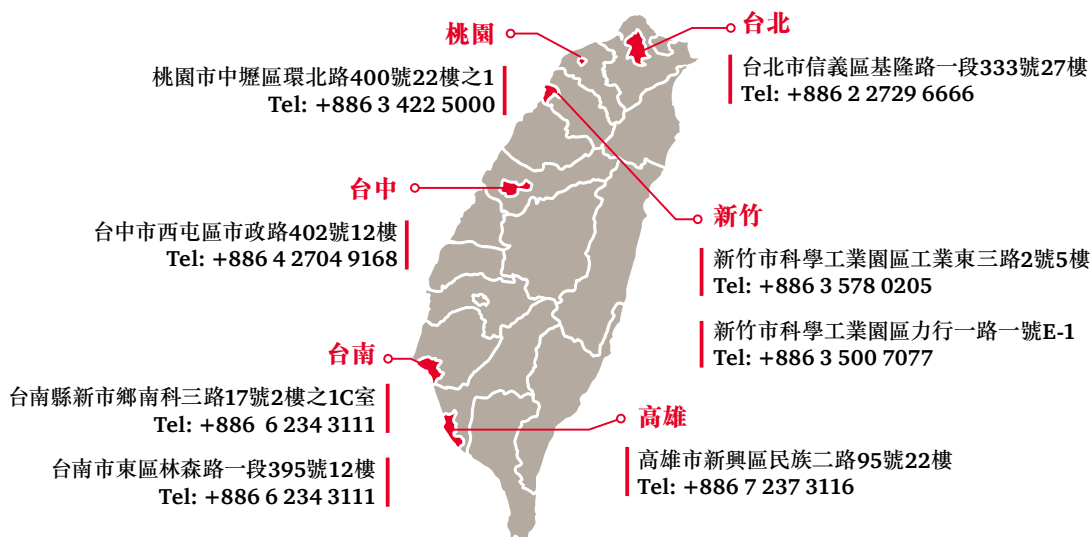 台北
台北市信義區基隆路一段333號27樓
Tel: +886 2 2729 6666
桃園
桃園市中壢區環北路400號22樓之1
Tel: +886 3 422 5000
新竹
新竹市科學工業園區工業東三路2號5樓
Tel: +886 3 578 0205
新竹市科學工業園區力行一路一號E-1
Tel: +886 3 500 7077
台中
台中市西屯區市政路402號12樓
Tel: +886 4 2704 9168
台南
台南縣新市鄉南科三路17號2樓之1C室
Tel: +886 6 234 3111
台南市東區林森路一段395號12樓
Tel: +886 6 234 3111
高雄
高雄市新興區民族二路95號22樓
Tel: +886 7 237 3116